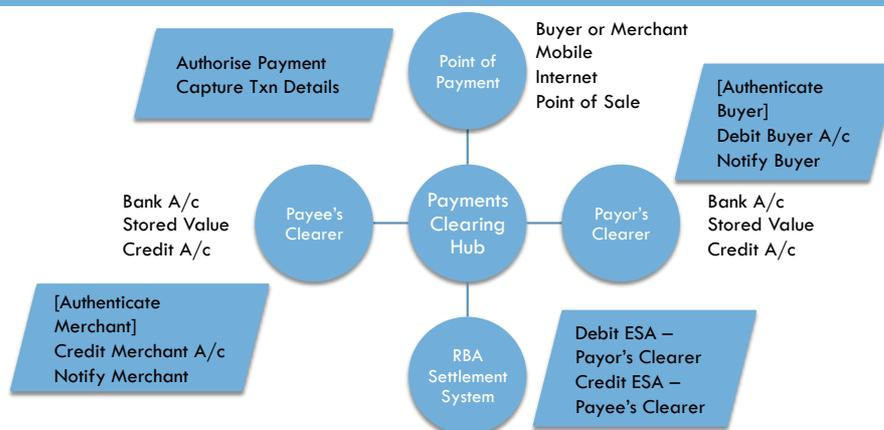 Authorise Payment
Capture Txn Details
Point of
Payment
Buyer or Merchant
Mobile
Internet
Point of Sale
[Authenticate
Buyer]
Debit Buyer A/c
Notify Buyer
Bank A/c
Stored Value
Credit A/c
Payee's
Clearer
Payments
Clearing
Hub
Payor's
Clearer
Bank A/c
Stored Value
Credit A/c
[Authenticate
Merchant]
Credit Merchant A/c
Notify Merchant
RBA
Settlement
System
Debit ESA –
Payor's Clearer
Credit ESA –
Payee's Clearer